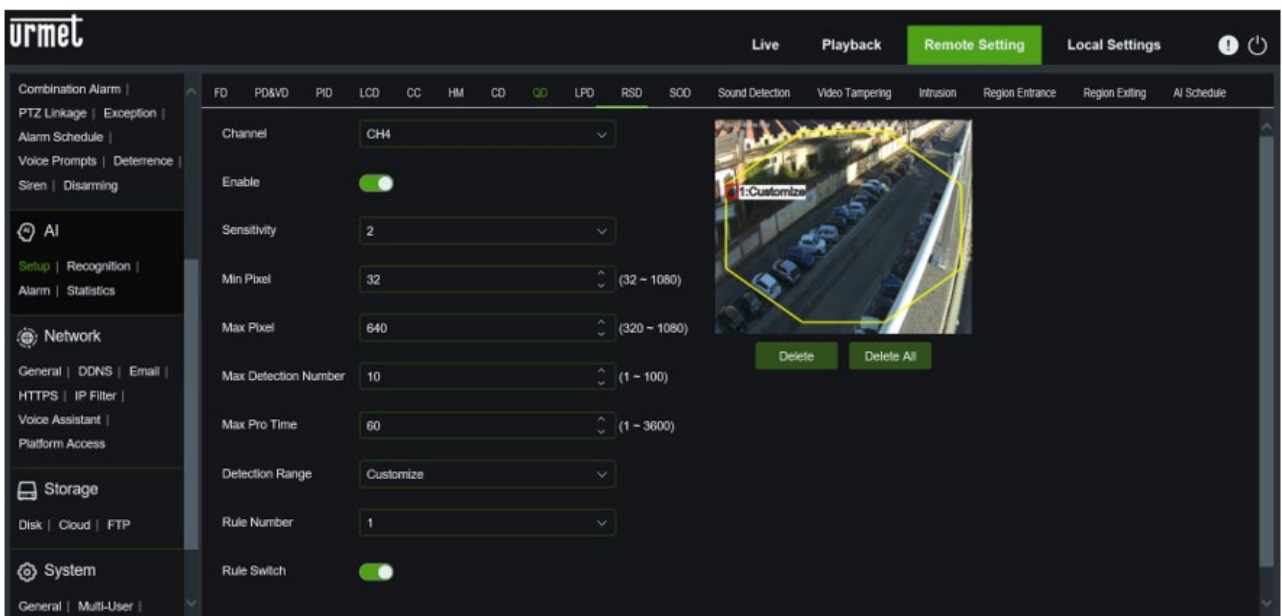 urmet
Live Playback Remote Setting Local Settings
Combination Alarm |
PTZ Linkage | Exception |
Alarm Schedule |
Voice Prompts | Deterrence |
Siren | Disarming
AI
Setup | Recognition |
Alarm | Statistics
Network
General | DDNS | Email |
HTTPS | IP Filter |
Voice Assistant |
Platform Access
Storage
Disk | Cloud | FTP
System
General | Multi-User |
FD PD&VD PID LCD CC HM CD QD LPD RSD SOD Sound Detection Video Tampering Intrusion Region Entrance Region Exiting AI Schedule
Channel CH4
Enable
Sensitivity 2
Min Pixel 32 (32 ~ 1080)
Max Pixel 640 (320 ~ 1080)
Max Detection Number 10 (1 ~ 100)
Max Pro Time 60 (1 ~ 3600)
Detection Range Customize
Rule Number 1
Rule Switch
1:Customize
Delete Delete All